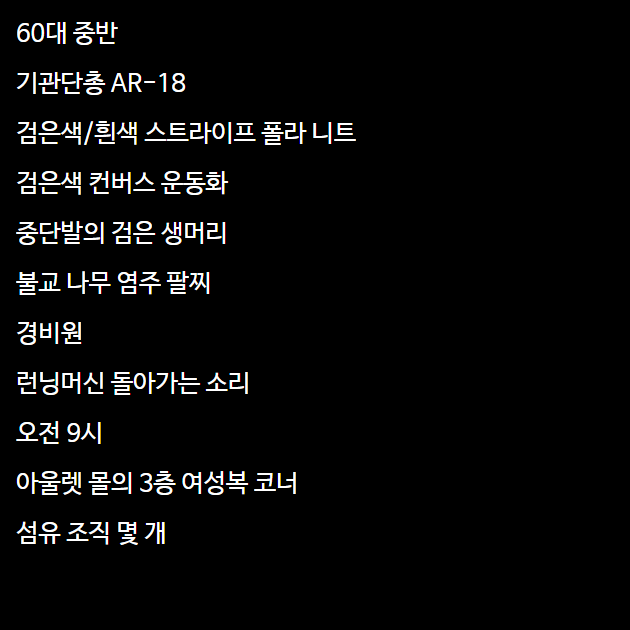 60대 중반
기관단총 AR-18
검은색/흰색 스트라이프 폴라 니트
검은색 컨버스 운동화
중단발의 검은 생머리
불교 나무 염주 팔찌
경비원
런닝머신 돌아가는 소리
오전 9시
아울렛 몰의 3층 여성복 코너
섬유 조직 몇 개